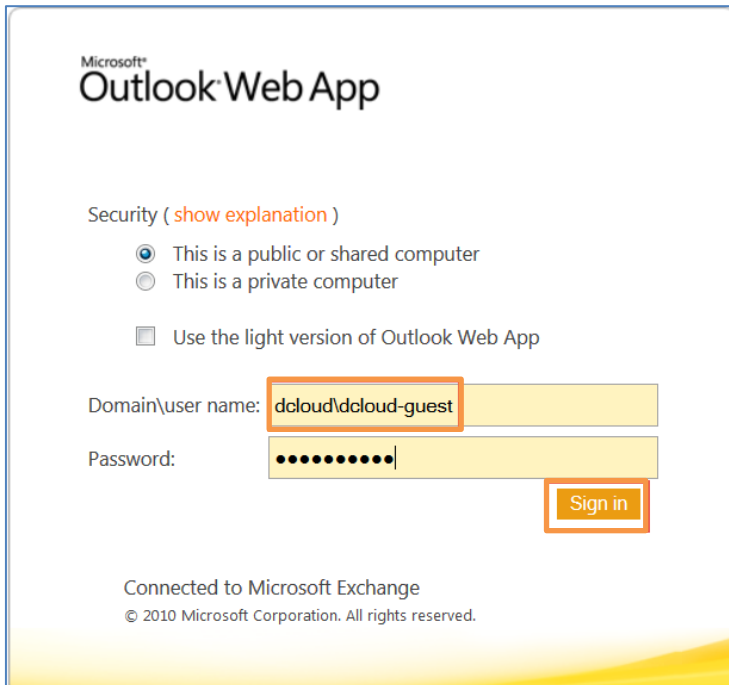 Microsoft®
Outlook Web App
Security ( show explanation )
This is a public or shared computer
This is a private computer
Use the light version of Outlook Web App
Domain\user name: dcloud\dcloud-guest
Password: ●●●●●●●●●●
Sign in
Connected to Microsoft Exchange
© 2010 Microsoft Corporation. All rights reserved.